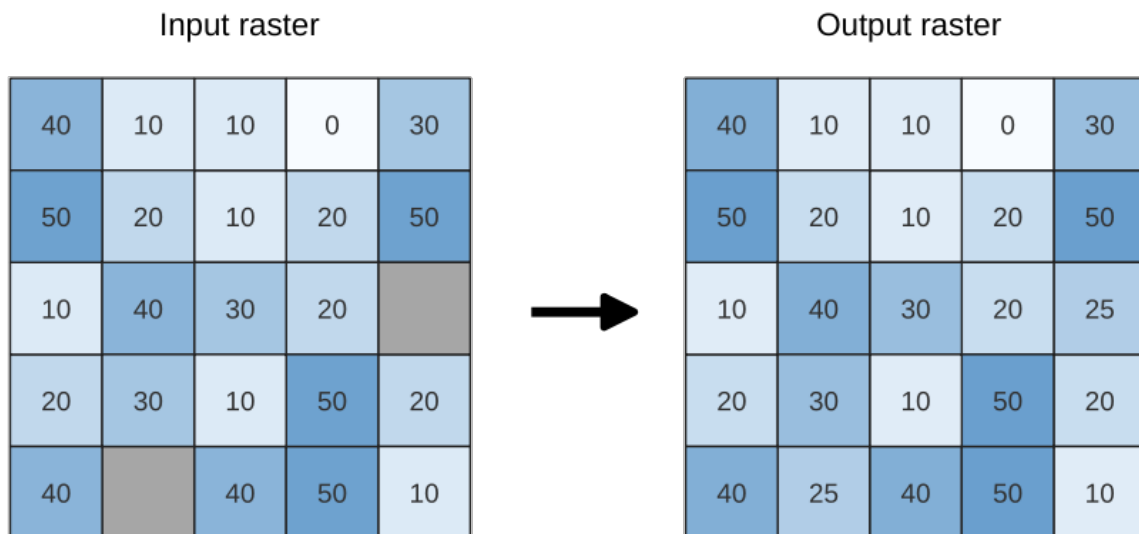 Input raster Output raster
40 10 10 0 30 40 10 10 0 30
50 20 10 20 50 50 20 10 20 50
10 40 30 20 10 40 30 20 25
20 30 10 50 20 20 30 10 50 20
40 40 50 10 40 25 40 50 10